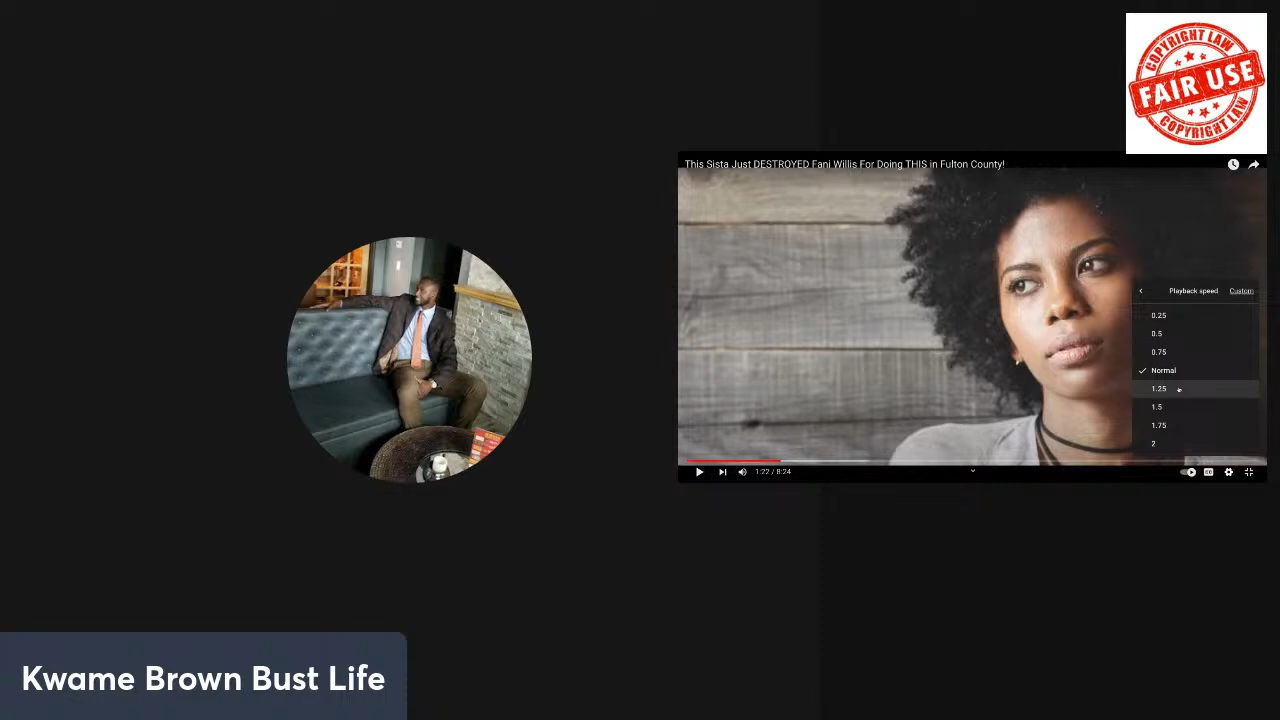 COPYRIGHT LAW
FAIR USE
COPYRIGHT LAW
This Sista Just DESTROYED Fani Willis For Doing THIS in Fulton County!
Playback speed
Custom
0.25
0.5
0.75
Normal
1.25
1.5
1.75
2
1:22 / 8:24
Kwame Brown Bust Life